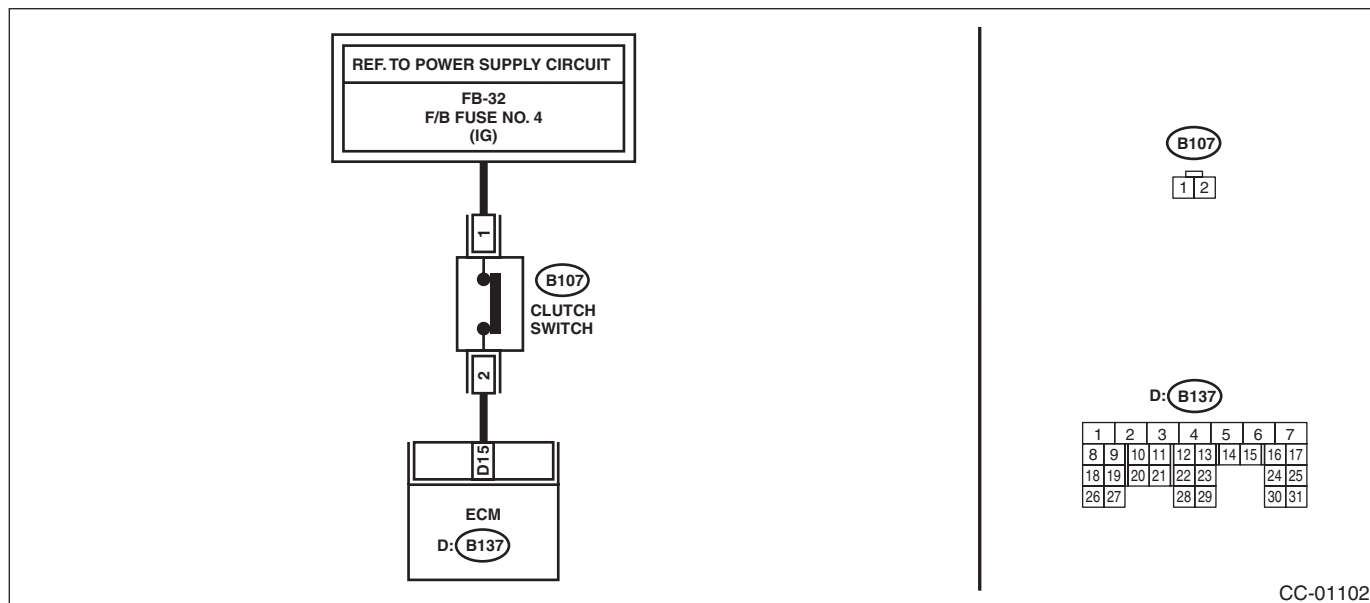 REF. TO POWER SUPPLY CIRCUIT
FB-32
F/B FUSE NO. 4
(IG)
1
B107
CLUTCH
SWITCH
2
D15
ECM
D: B137
B107
1 2
D: B137
1 2 3 4 5 6 7
8 9 10 11 12 13 14 15 16 17
18 19 20 21 22 23 24 25
26 27 28 29 30 31
CC-01102